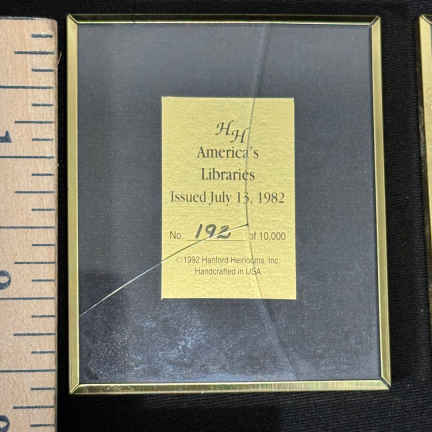 HH
America's
Libraries
Issued July 13, 1982
No. 192 of 10,000
©1992 Hanford Heirlooms, Inc.
Handcrafted in USA
1